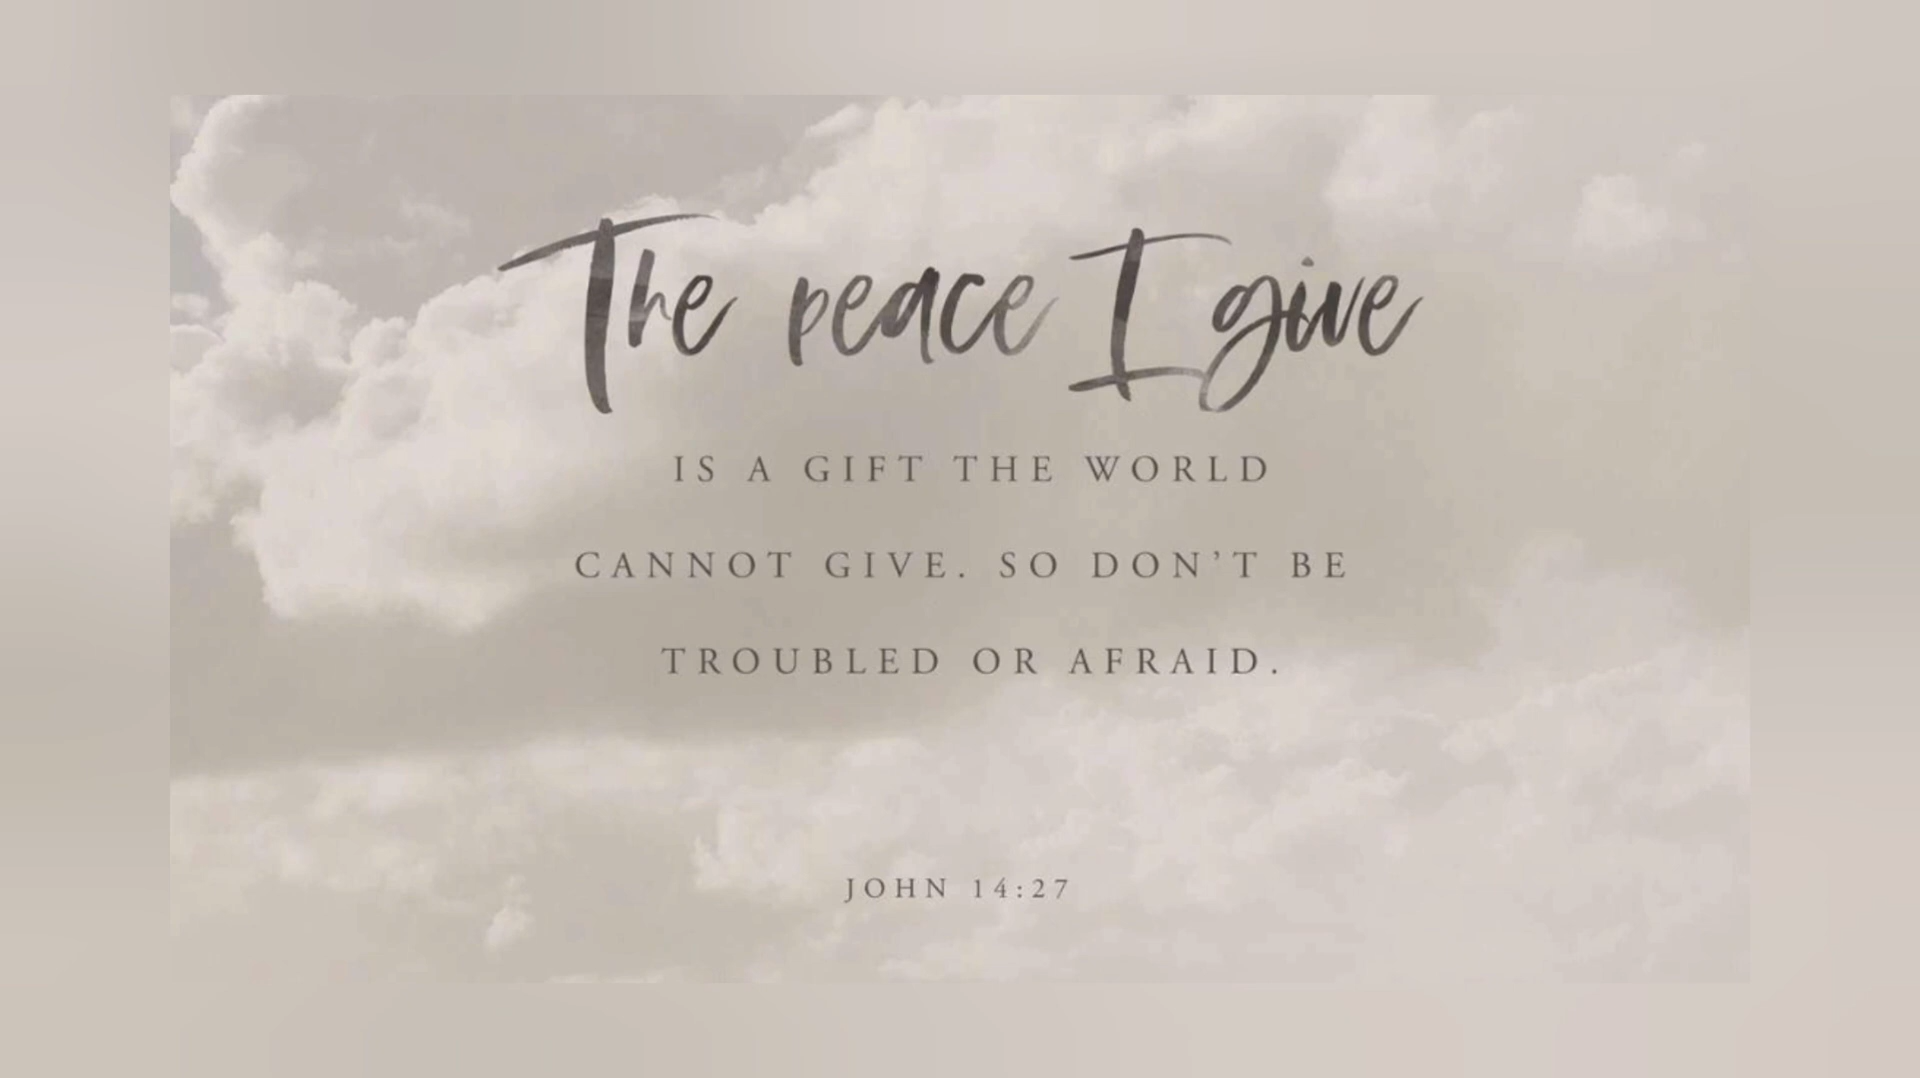 The peace I give
IS A GIFT THE WORLD
CANNOT GIVE. SO DON'T BE
TROUBLED OR AFRAID.
JOHN 14:27